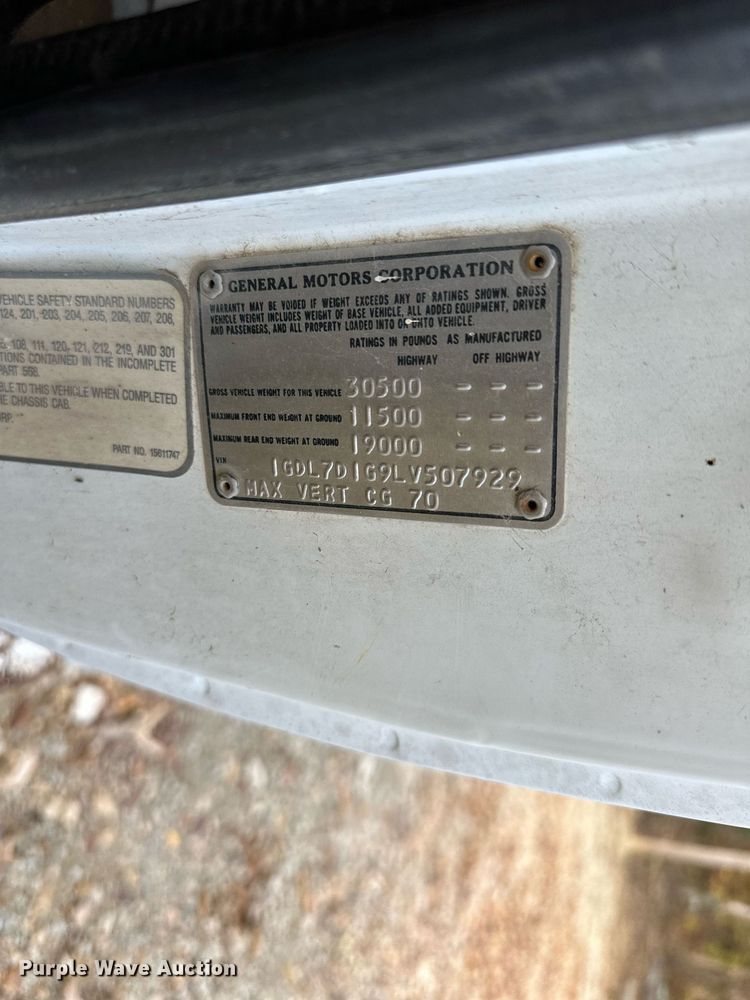 VEHICLE SAFETY STANDARD NUMBERS
124, 201, 203, 204, 205, 206, 207, 208,
108, 111, 120, 121, 212, 219, AND 301
TIONS CONTAINED IN THE INCOMPLETE
PART 568.
BLE TO THIS VEHICLE WHEN COMPLETED
HE CHASSIS CAB.
ORP.
PART NO. 15611747
GENERAL MOTORS CORPORATION
WARRANTY MAY BE VOIDED IF WEIGHT EXCEEDS ANY OF RATINGS SHOWN. GROSS
VEHICLE WEIGHT INCLUDES WEIGHT OF BASE VEHICLE, ALL ADDED EQUIPMENT, DRIVER
AND PASSENGERS, AND ALL PROPERTY LOADED INTO OR ONTO VEHICLE.
RATINGS IN POUNDS AS MANUFACTURED
HIGHWAY OFF HIGHWAY
GROSS VEHICLE WEIGHT FOR THIS VEHICLE 30500 - - -
MAXIMUM FRONT END WEIGHT AT GROUND 11500 - - -
MAXIMUM REAR END WEIGHT AT GROUND 19000 - - -
VIN 1GDL7D1G9LV507929
MAX VERT CG 70
Purple Wave Auction